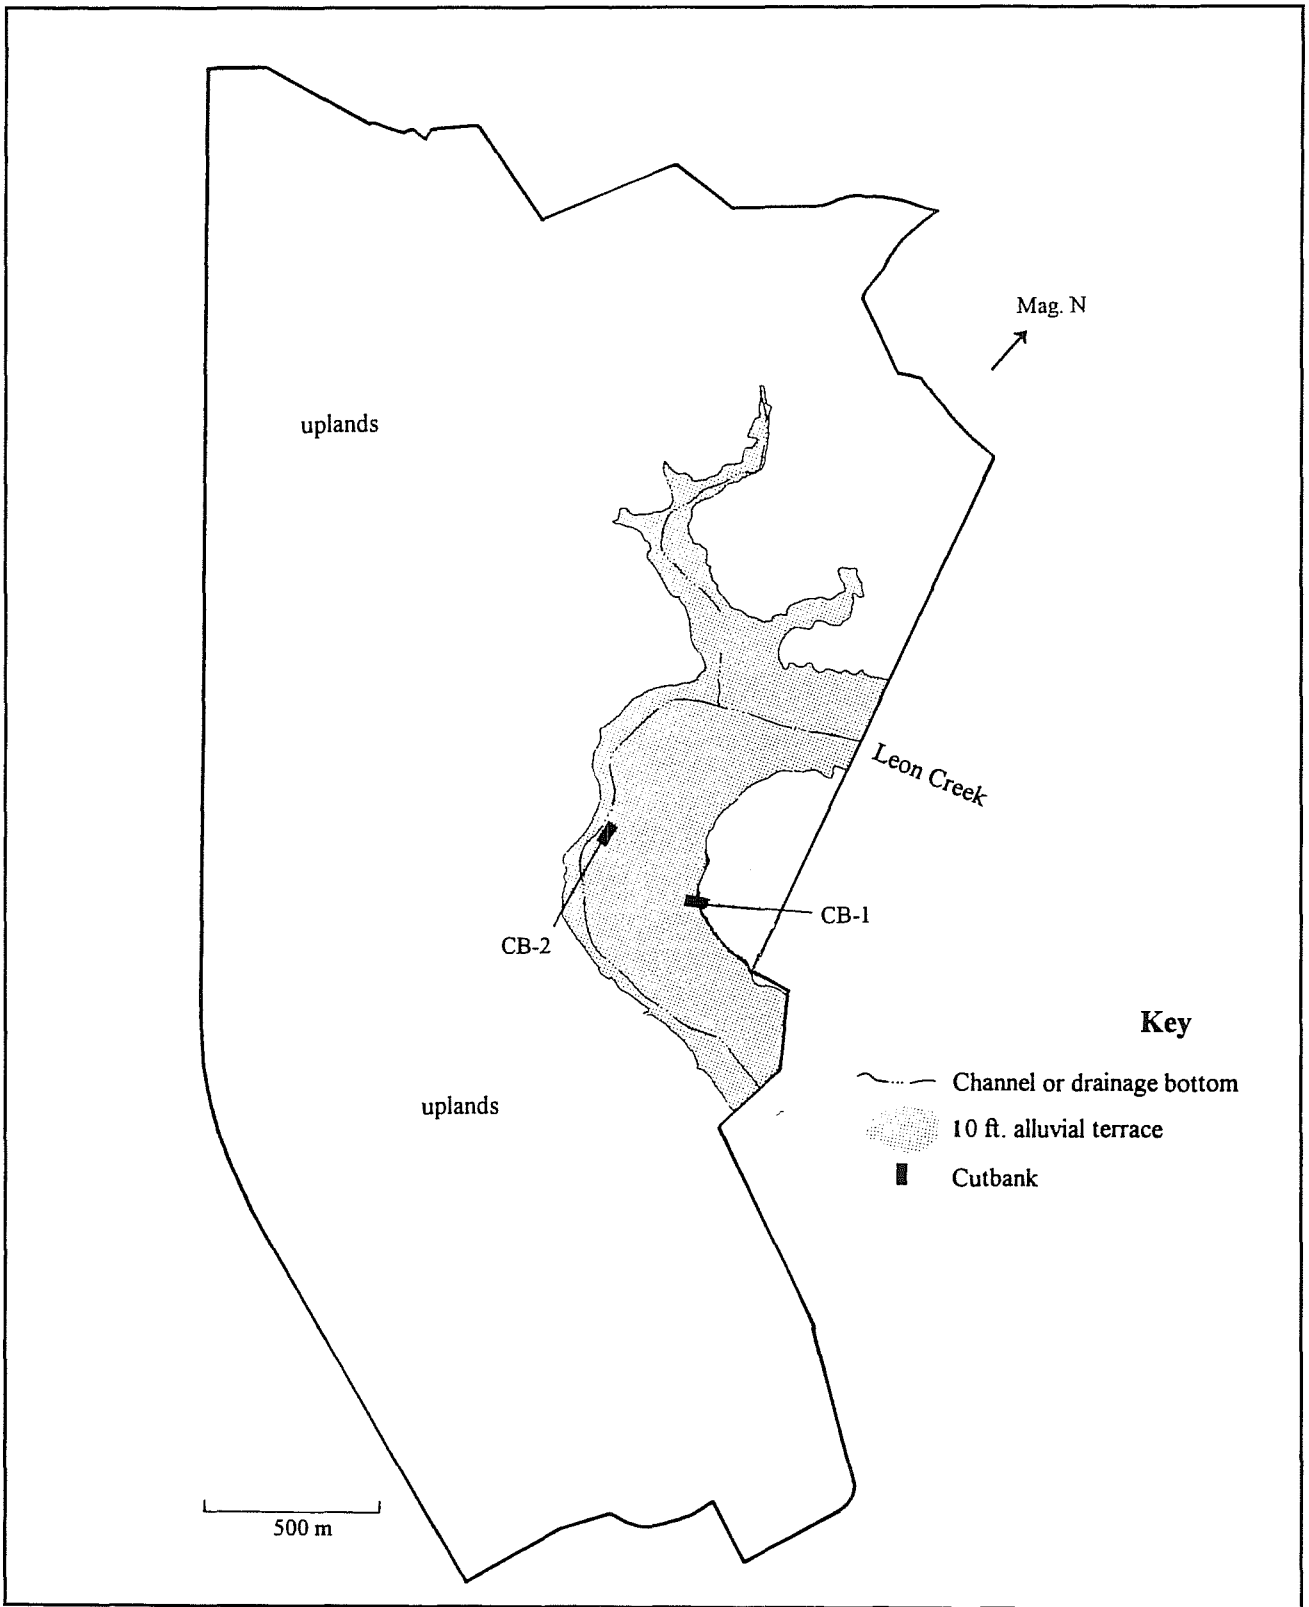 Mag. N
uplands
Leon Creek
CB-1
CB-2
Key
Channel or drainage bottom
uplands
10 ft. alluvial terrace
Cutbank
500 m